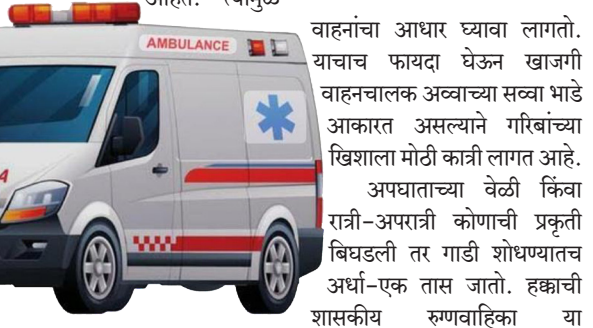 आहेत. त्यामुळे
वाहनांचा आधार घ्यावा लागतो.
याचाच फायदा घेऊन खाजगी
वाहनचालक अव्वाच्या सव्वा भाडे
आकारत असल्याने गरिबांच्या
खिशाला मोठी कात्री लागत आहे.
अपघाताच्या वेळी किंवा
रात्री-अपरात्री कोणाची प्रकृती
बिघडली तर गाडी शोधण्यातच
अर्धा-एक तास जातो. हक्काची
शासकीय रुग्णवाहिका या
AMBULANCE